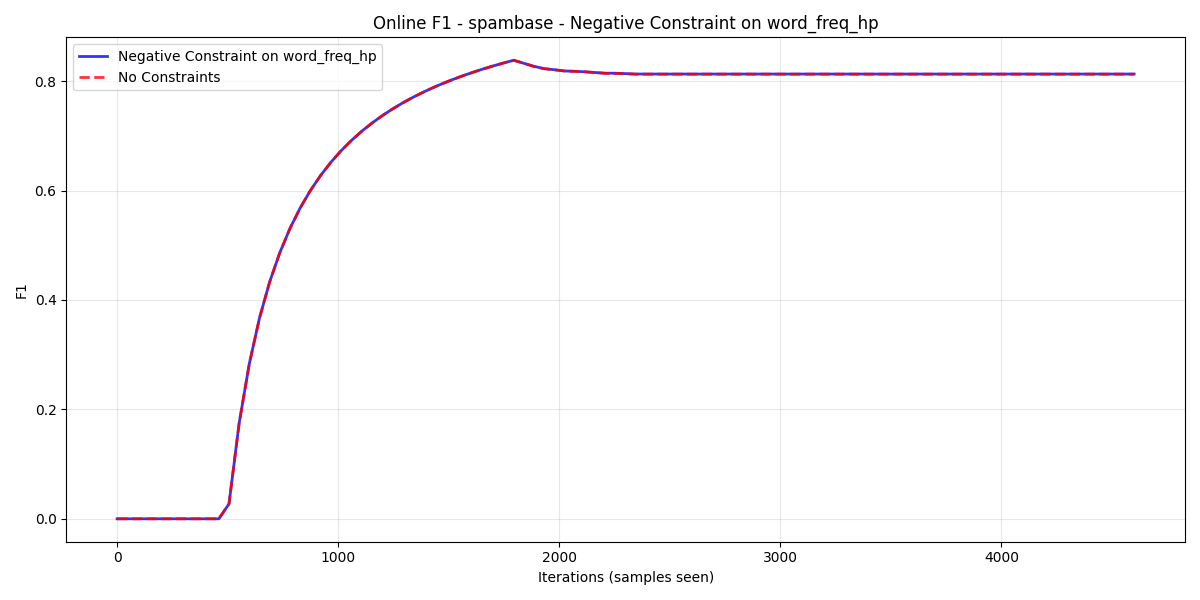 Online F1 - spambase - Negative Constraint on word_freq_hp
Negative Constraint on word_freq_hp
No Constraints
F1
0.8
0.6
0.4
0.2
0.0
0 1000 2000 3000 4000
Iterations (samples seen)